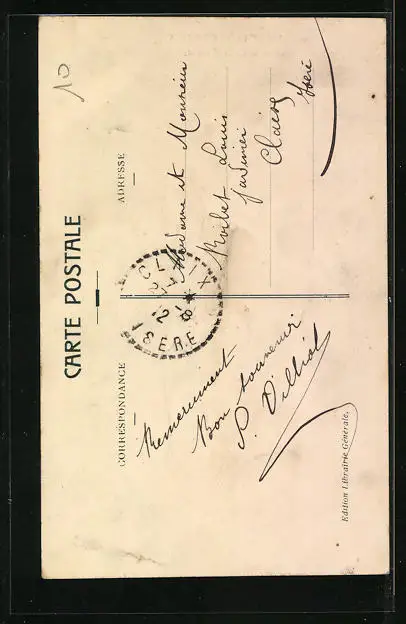 10
CARTE POSTALE
CORRESPONDANCE
ADRESSE
Remerciement
Bon souvenir
Madame et Monsieur
Louis
Jardinier
Claix
Isère
CLAIX
ISERE
Edition Librairie Générale.